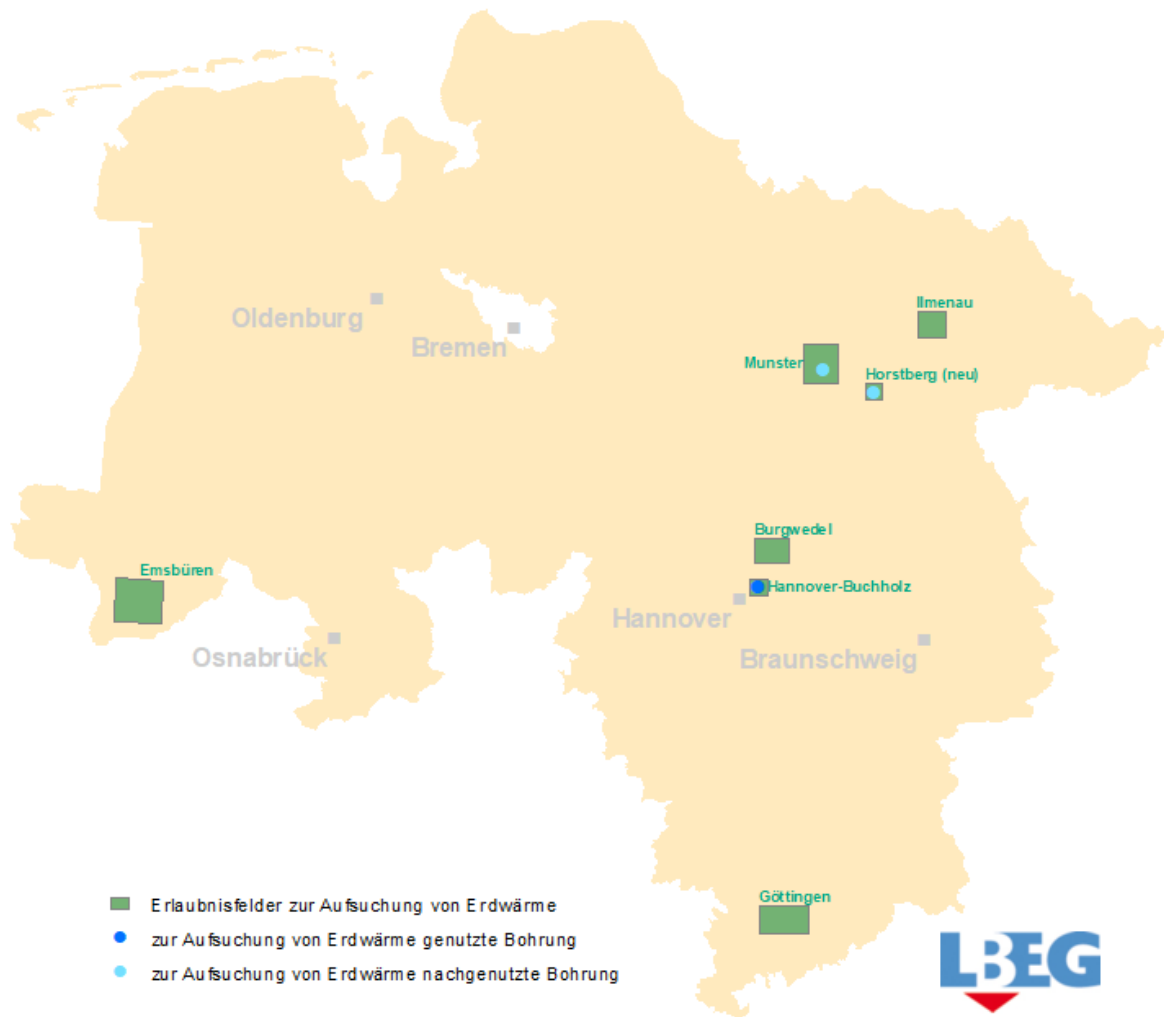 Ilmenau
Oldenburg
Bremen
Munster
Horstberg (neu)
Burgwedel
Emsbüren
Hannover-Buchholz
Hannover
Osnabrück
Braunschweig
Göttingen
Erlaubnisfelder zur Aufsuchung von Erdwärme
zur Aufsuchung von Erdwärme genutzte Bohrung
zur Aufsuchung von Erdwärme nachgenutzte Bohrung
LBEG